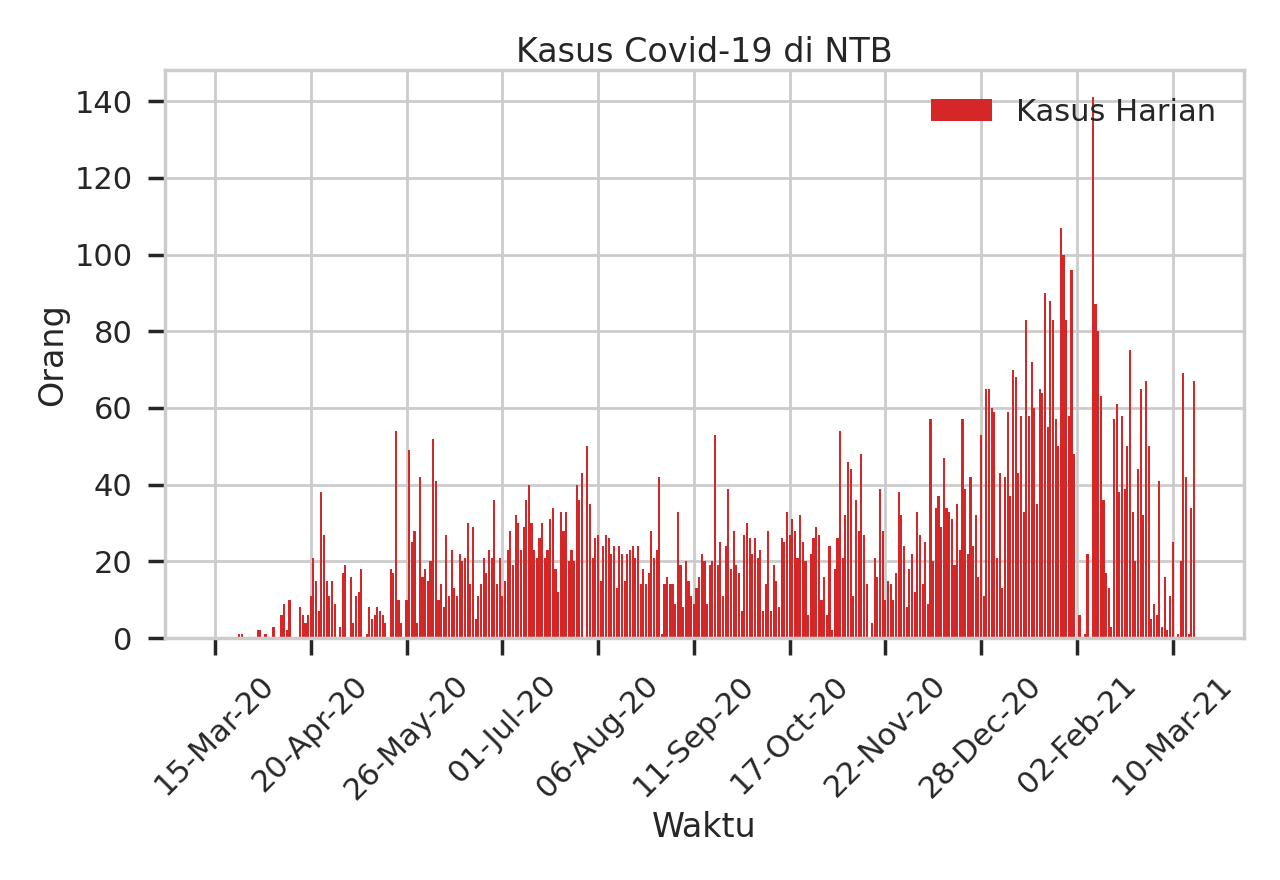 Kasus Covid-19 di NTB
Kasus Harian
140
120
100
80
60
40
20
0
Orang
15-Mar-20
20-Apr-20
26-May-20
01-Jul-20
06-Aug-20
11-Sep-20
17-Oct-20
22-Nov-20
28-Dec-20
02-Feb-21
10-Mar-21
Waktu